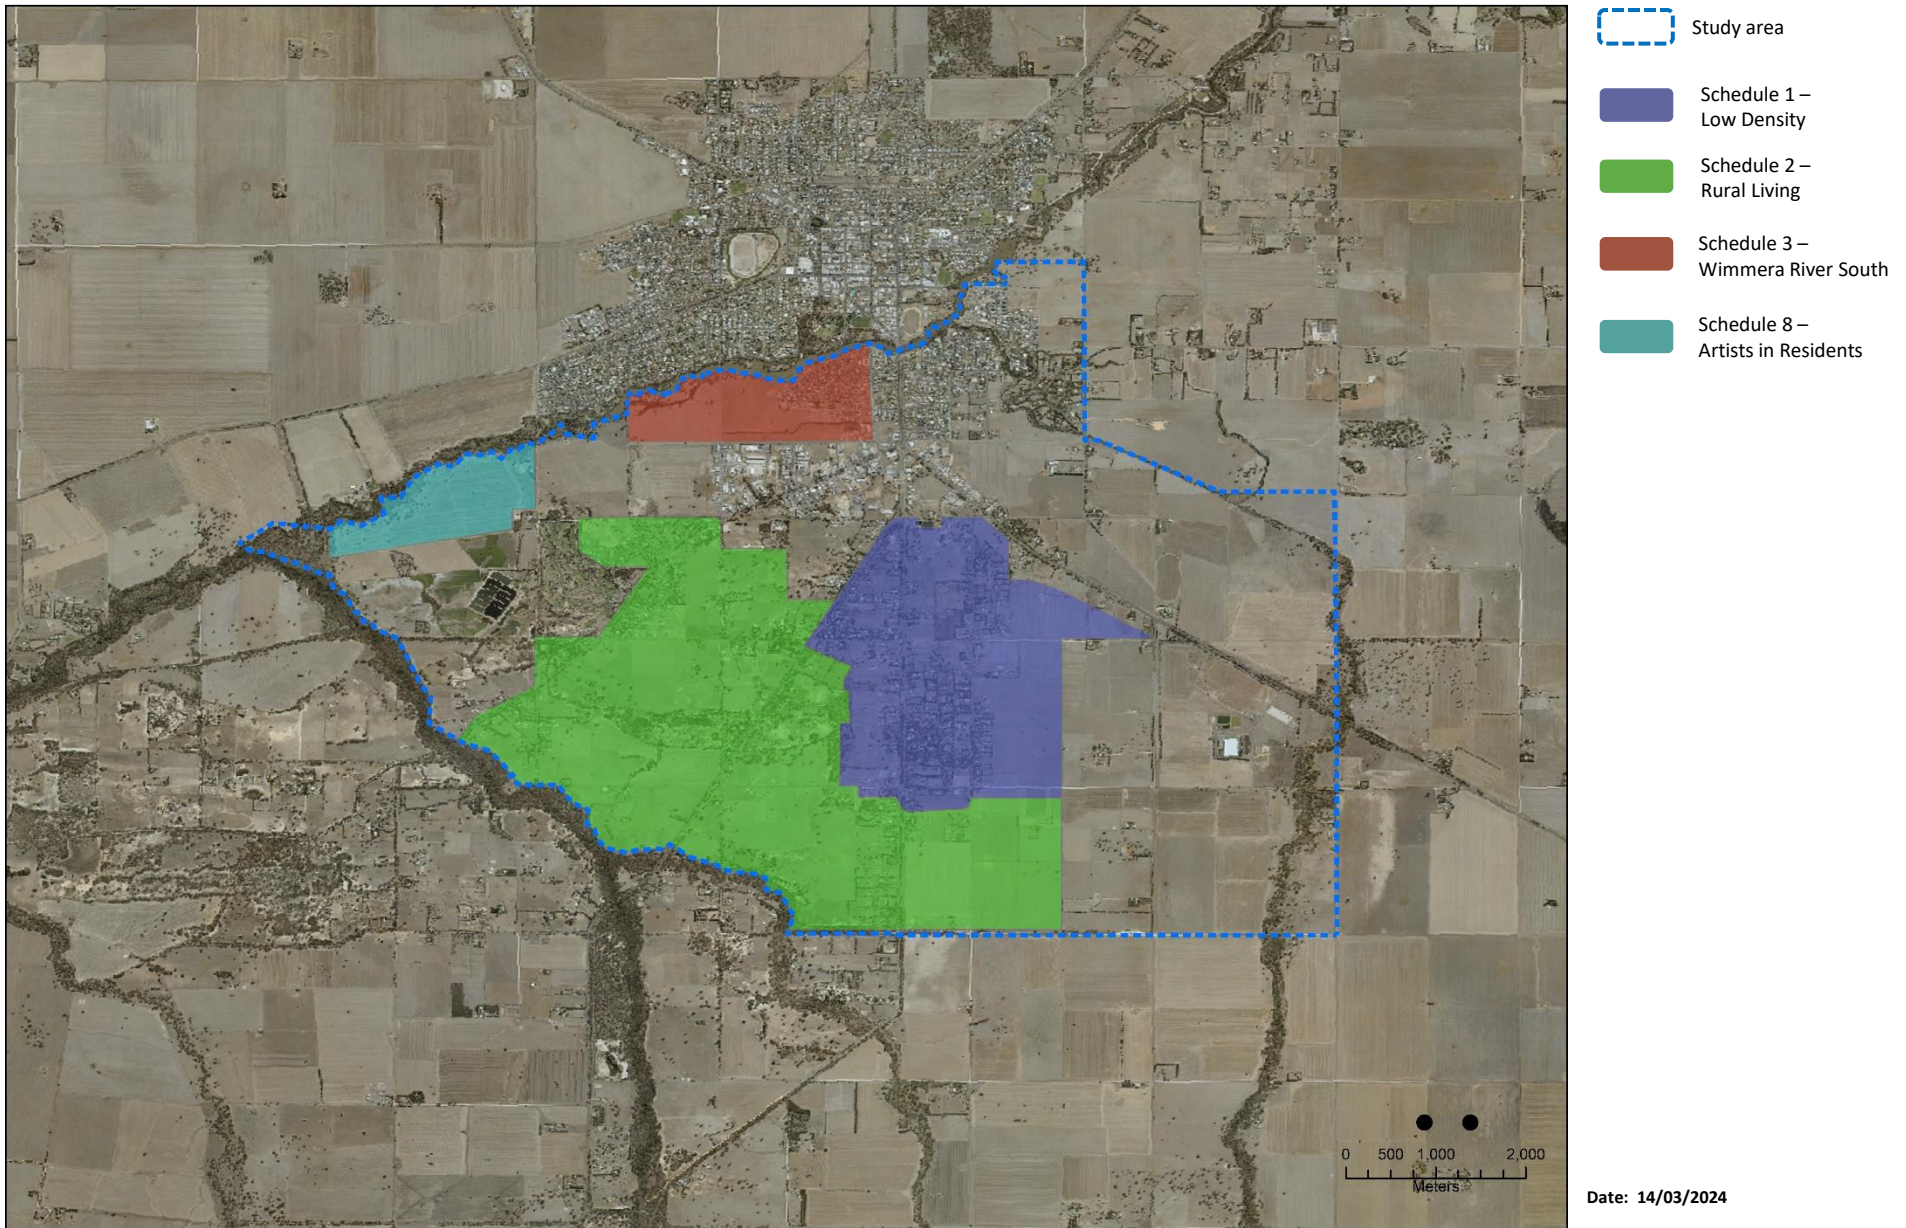 Study area
Schedule 1 –
Low Density
Schedule 2 –
Rural Living
Schedule 3 –
Wimmera River South
Schedule 8 –
Artists in Residents
0 500 1,000 2,000
Meters
Date: 14/03/2024